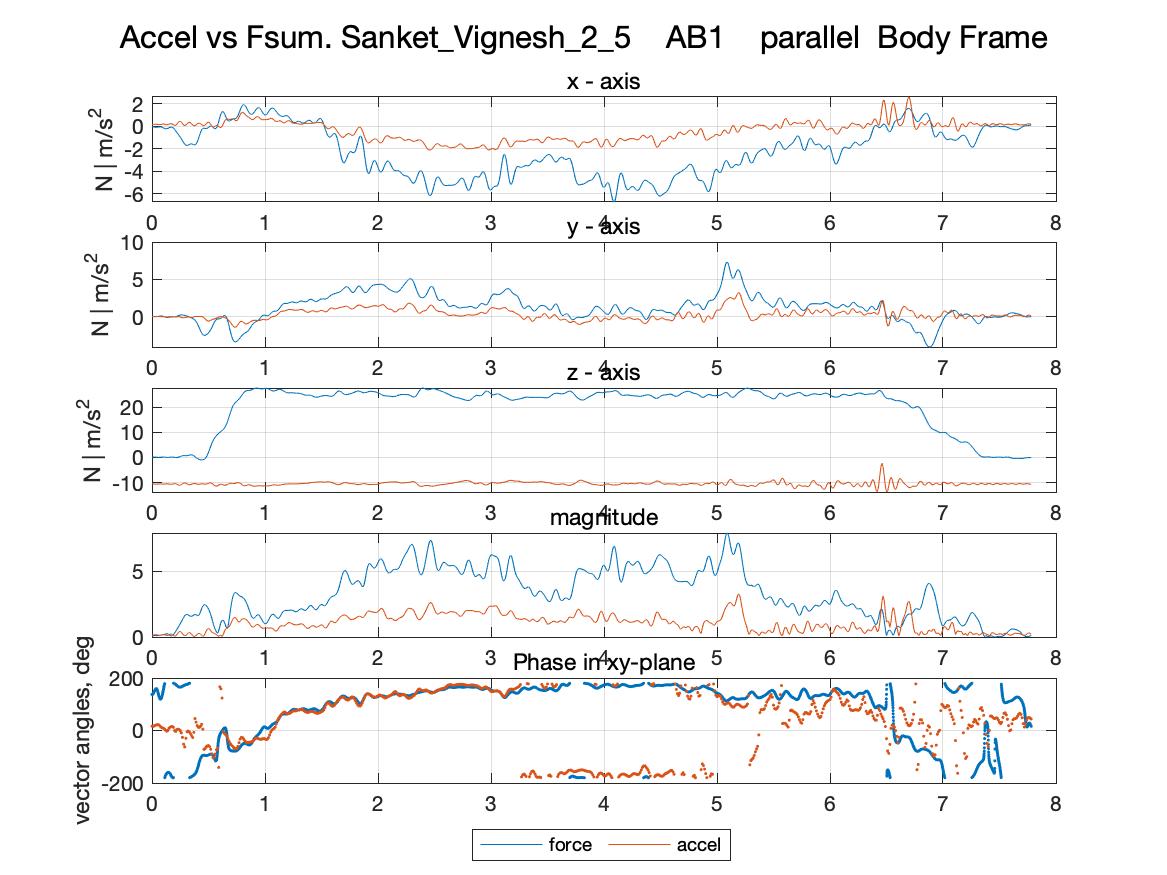 Accel vs Fsum. Sanket_Vignesh_2_5 AB1 parallel Body Frame
x - axis
N | m/s2
2
0
-2
-4
-6
0 1 2 3 4 5 6 7 8
y - axis
N | m/s2
10
5
0
0 1 2 3 4 5 6 7 8
z - axis
N | m/s2
20
10
0
-10
0 1 2 3 4 5 6 7 8
magnitude
5
0
0 1 2 3 4 5 6 7 8
Phase in xy-plane
vector angles, deg
200
0
-200
0 1 2 3 4 5 6 7 8
force accel